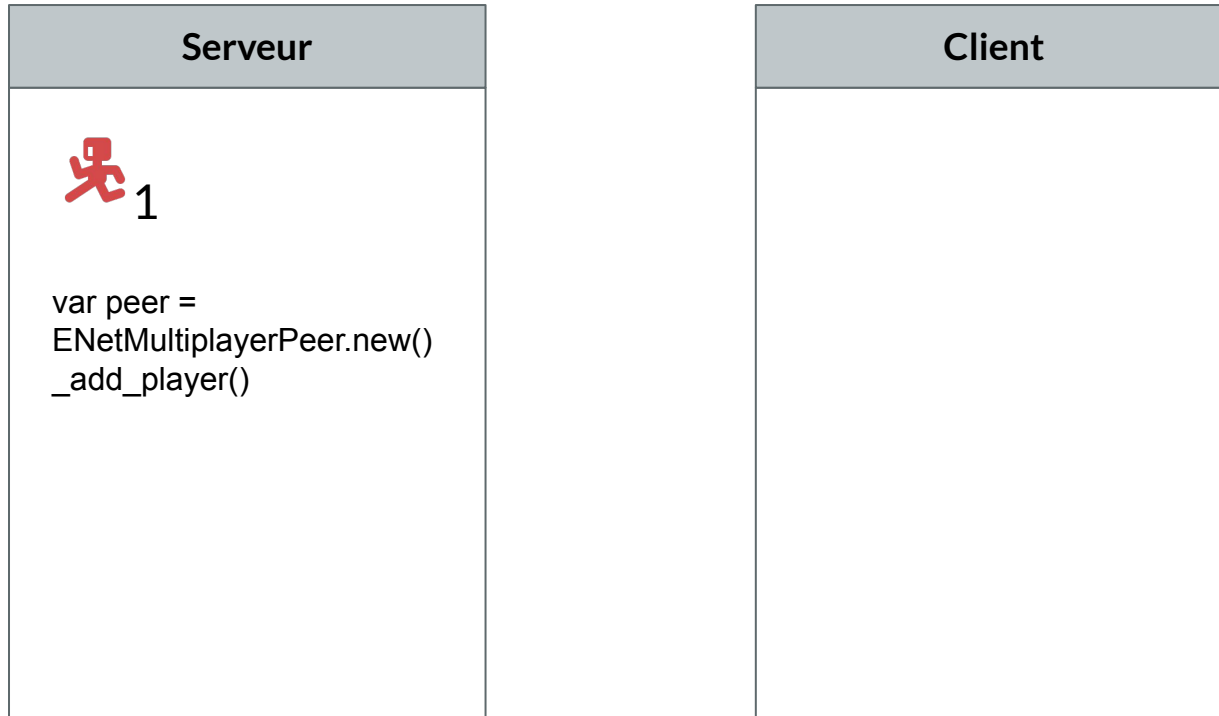 Serveur
Client
1
var peer =
ENetMultiplayerPeer.new()
_add_player()